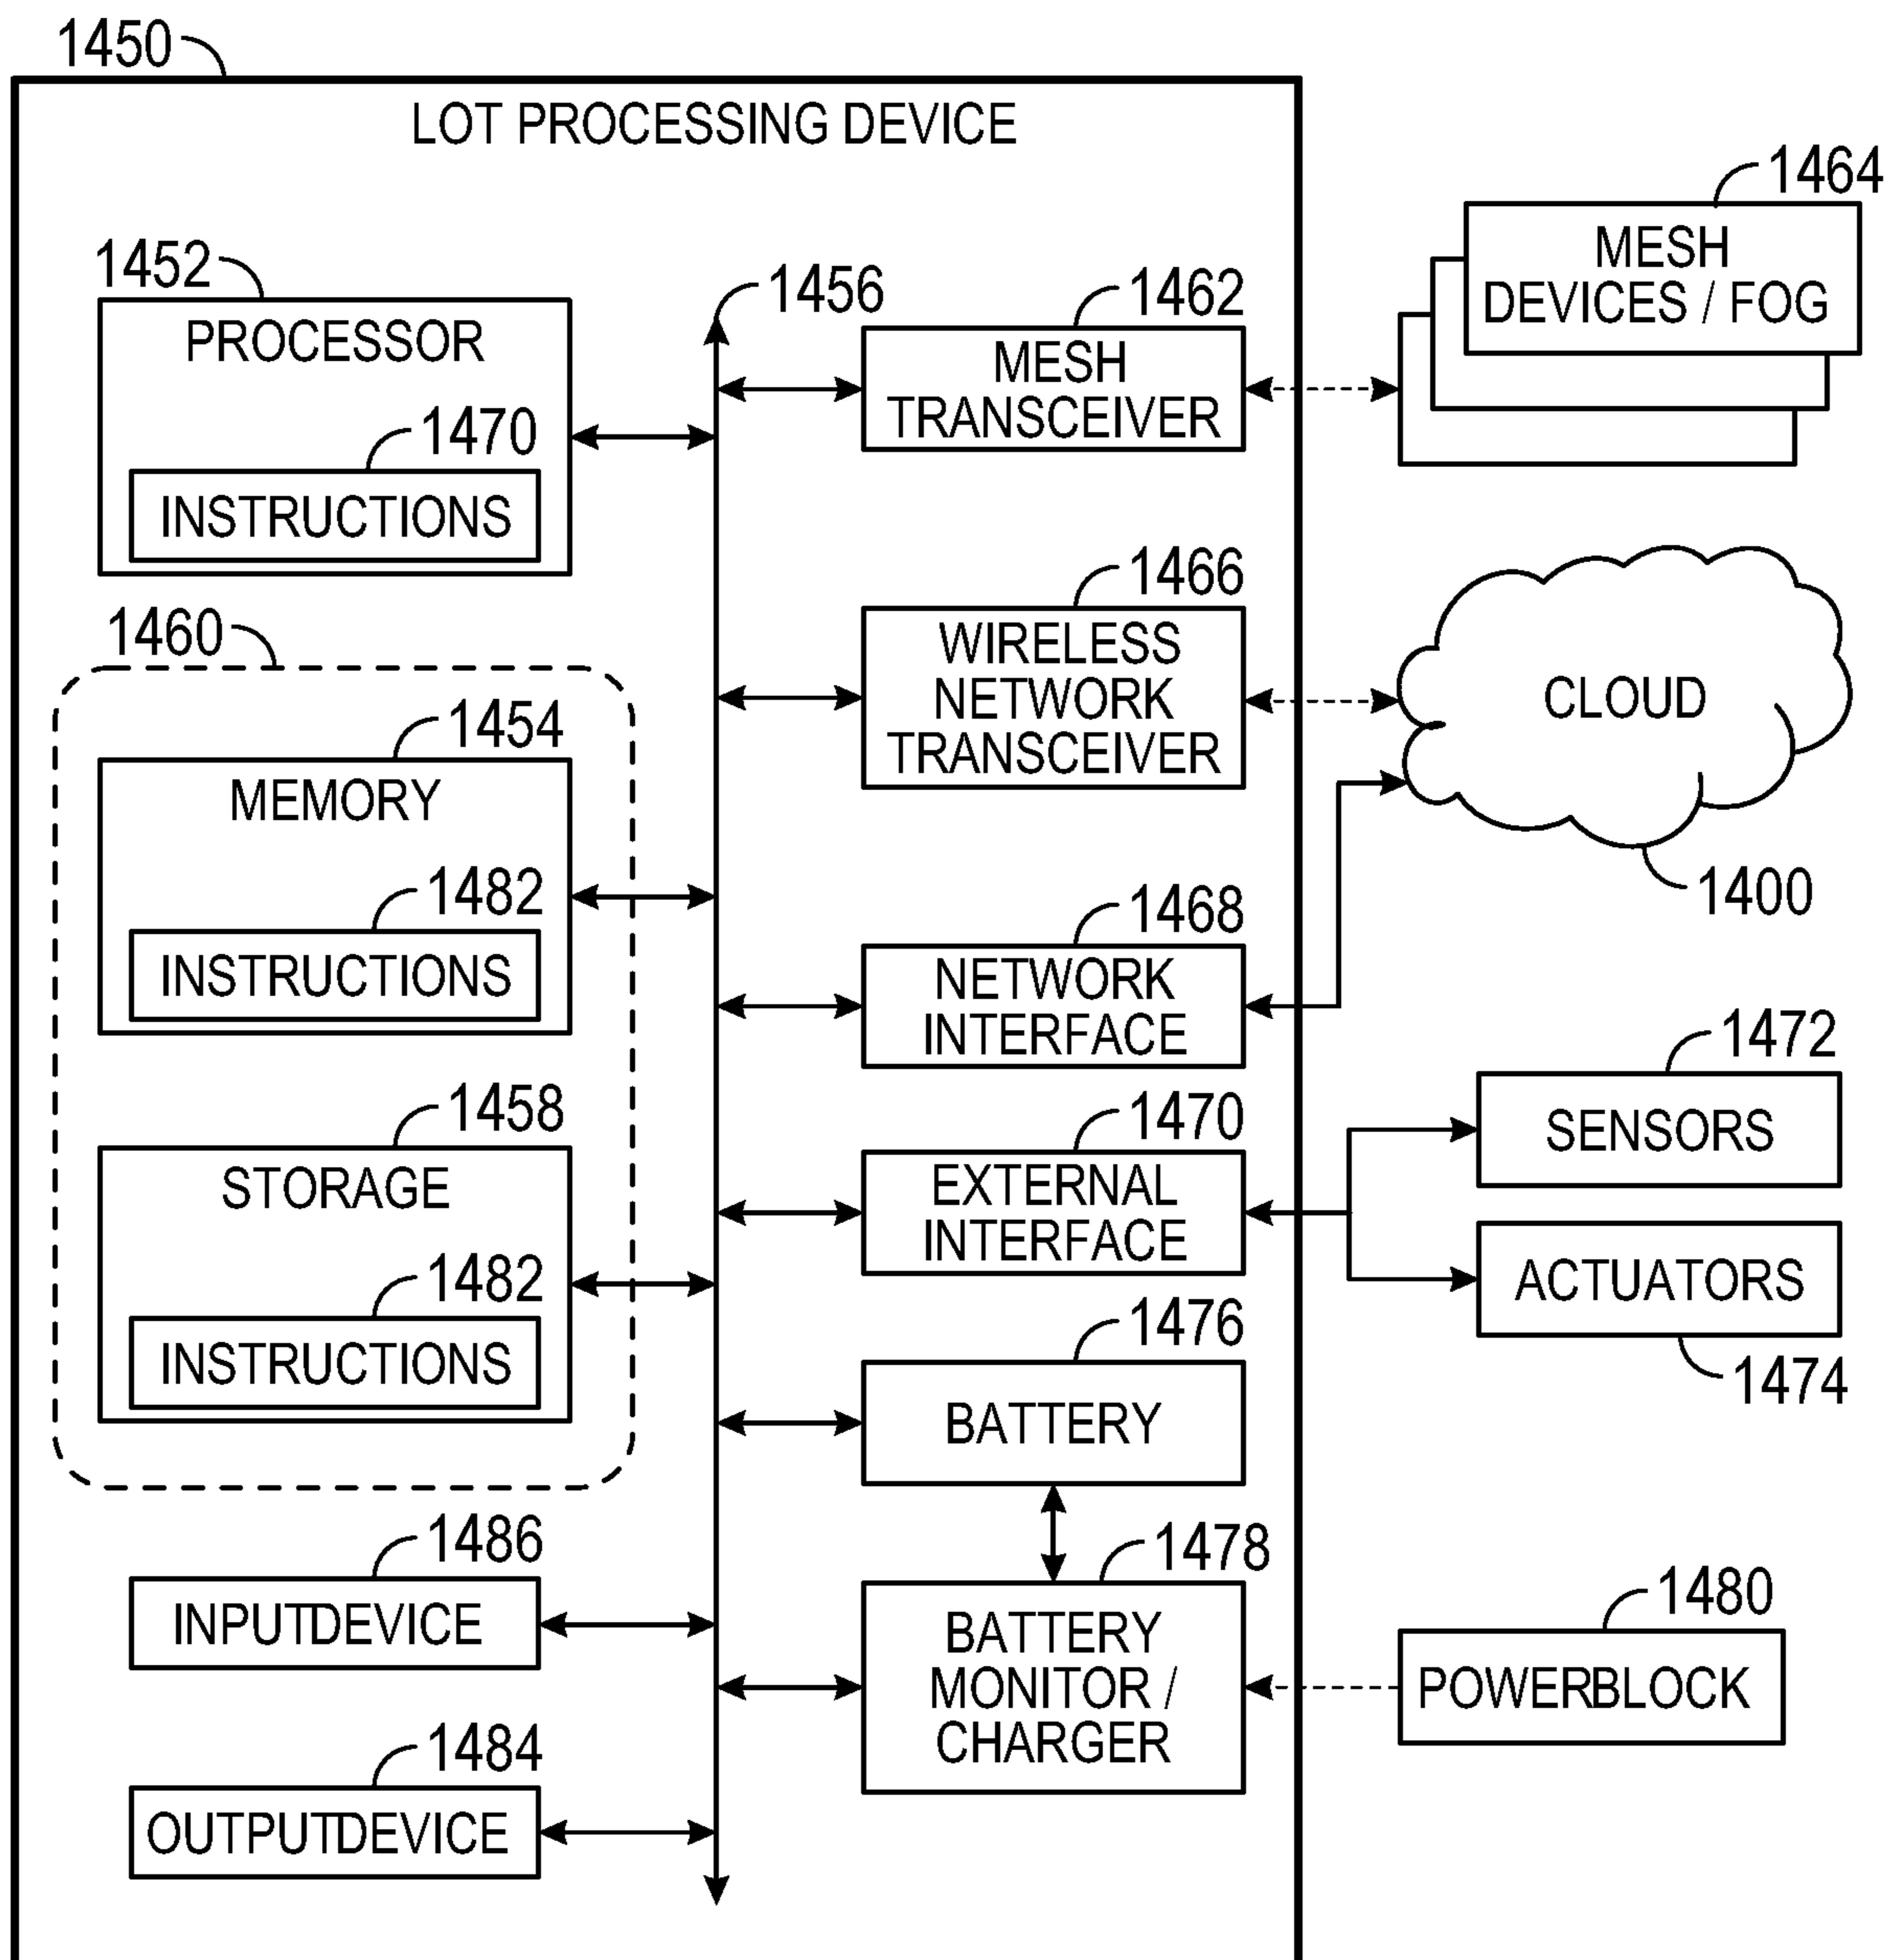 1450
LOT PROCESSING DEVICE
1464
MESH
DEVICES / FOG
1452
PROCESSOR
1470
INSTRUCTIONS
1456
1462
MESH
TRANSCEIVER
1466
WIRELESS
NETWORK
TRANSCEIVER
CLOUD
1400
1460
1454
MEMORY
1482
INSTRUCTIONS
1468
NETWORK
INTERFACE
1472
SENSORS
1458
STORAGE
1482
INSTRUCTIONS
1470
EXTERNAL
INTERFACE
ACTUATORS
1474
1476
BATTERY
1486
INPUTDEVICE
1478
BATTERY
MONITOR /
CHARGER
1480
POWERBLOCK
1484
OUTPUTDEVICE